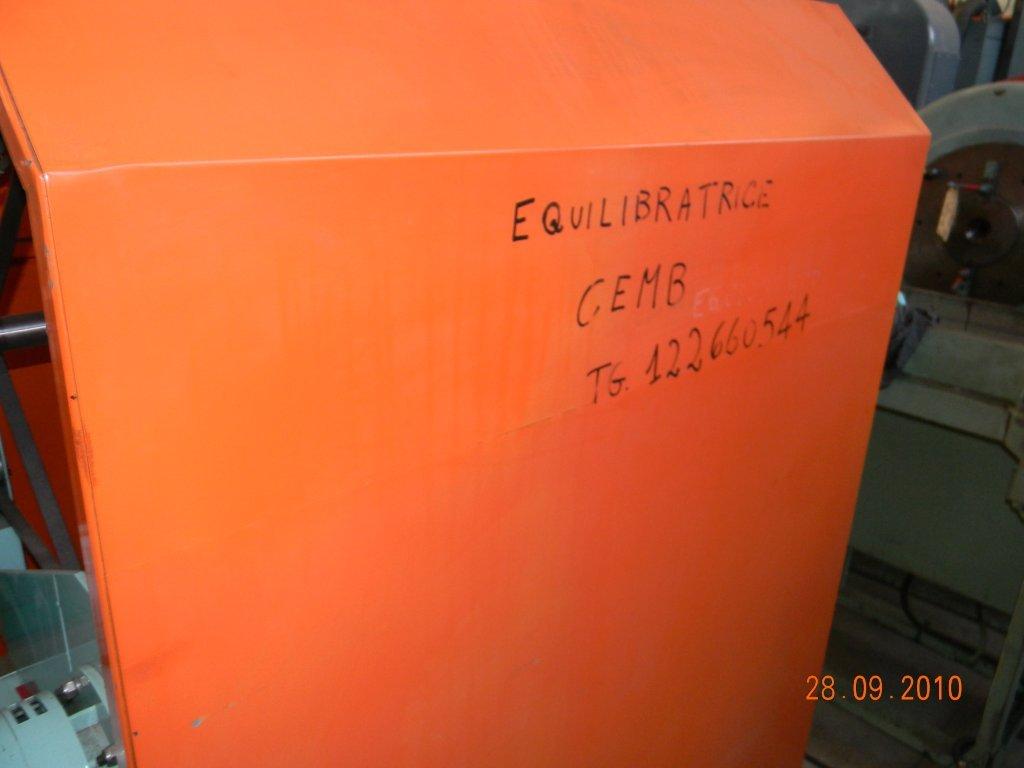 EQUILIBRATRICE
CEMB
TG. 122660.544
28.09.2010